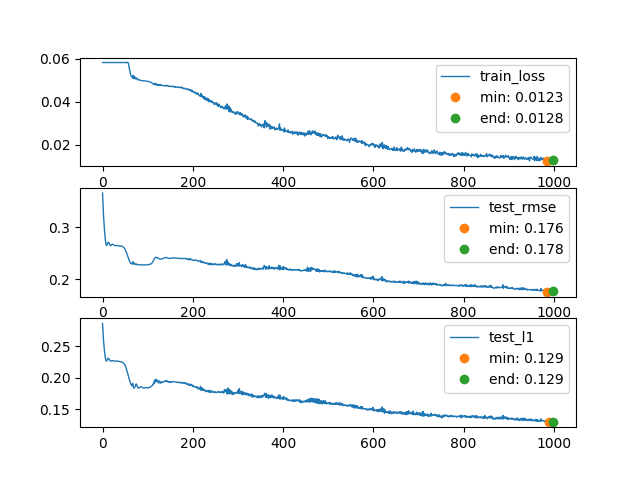 0.06
0.04
0.02
train_loss
min: 0.0123
end: 0.0128
0 200 400 600 800 1000
0.3
0.2
test_rmse
min: 0.176
end: 0.178
0 200 400 600 800 1000
0.25
0.20
0.15
test_l1
min: 0.129
end: 0.129
0 200 400 600 800 1000